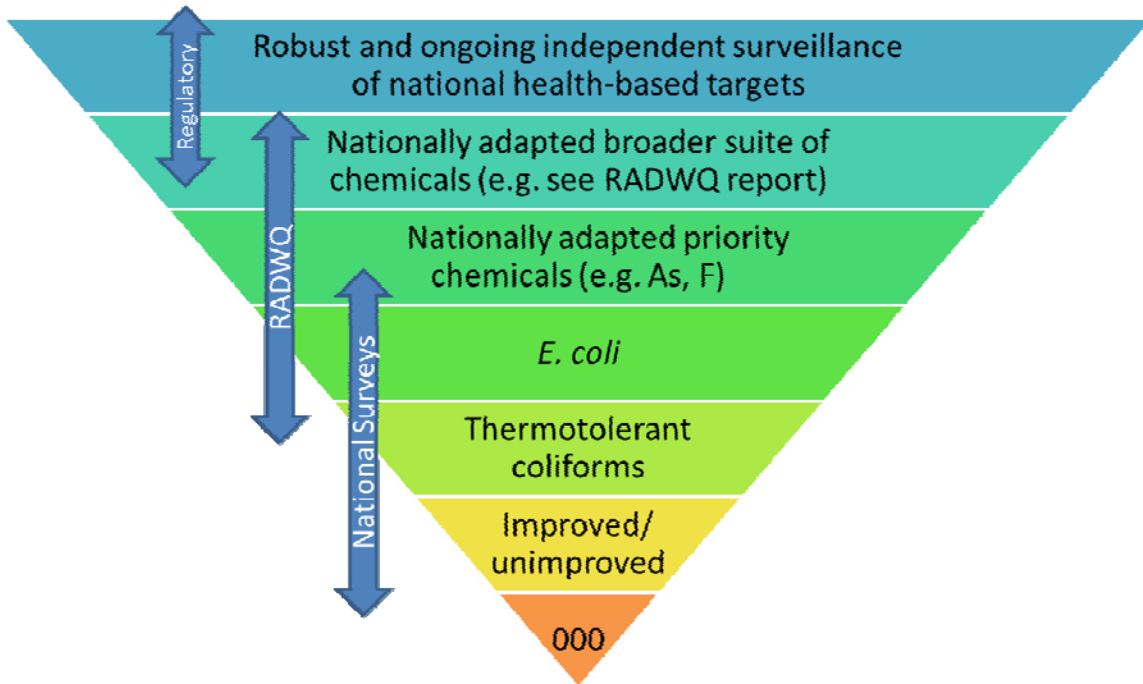 Robust and ongoing independent surveillance
of national health-based targets
Regulatory
Nationally adapted broader suite of
chemicals (e.g. see RADWQ report)
RADWQ
Nationally adapted priority
chemicals (e.g. As, F)
National Surveys
E. coli
Thermotolerant
coliforms
Improved/
unimproved
000